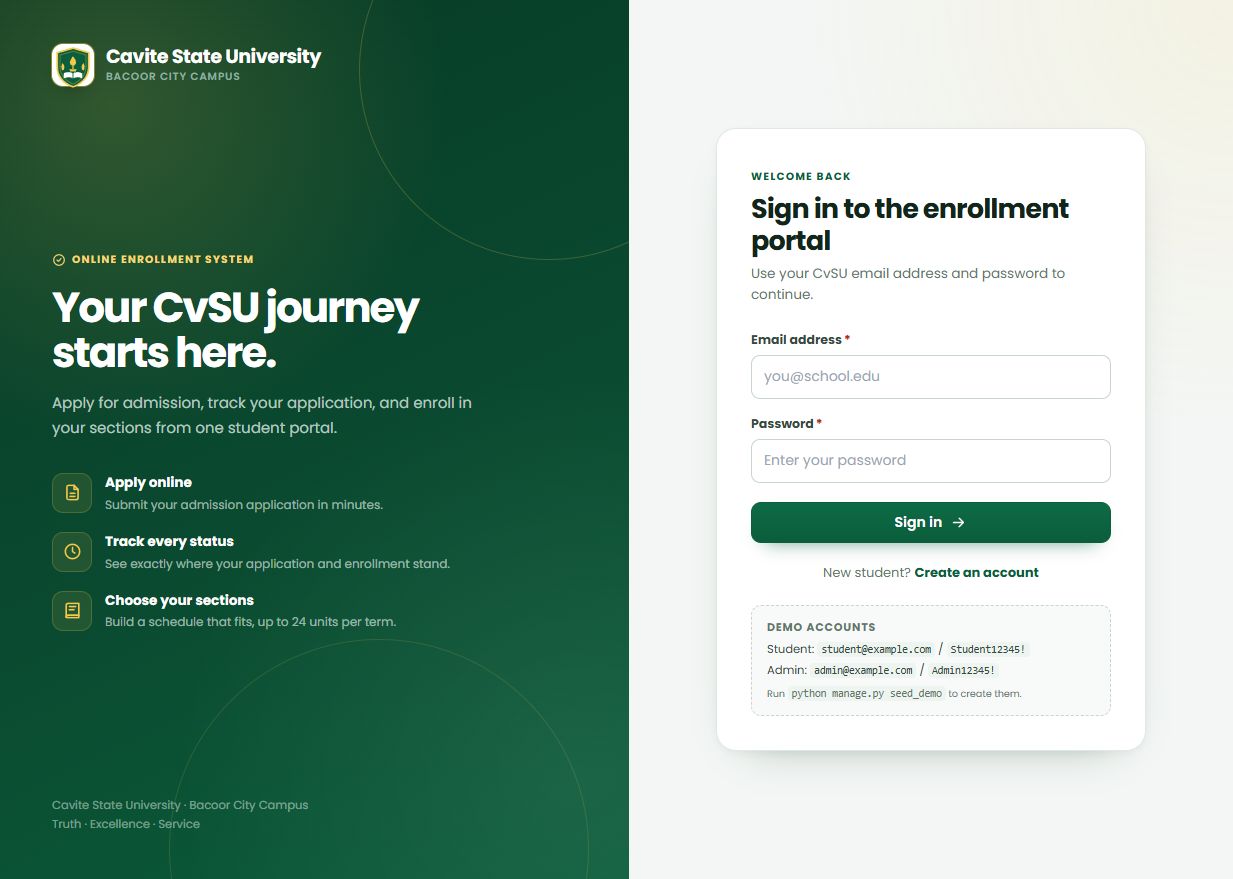 Cavite State University
BACOOR CITY CAMPUS
ONLINE ENROLLMENT SYSTEM
Your CvSU journey
starts here.
Apply for admission, track your application, and enroll in
your sections from one student portal.
Apply online
Submit your admission application in minutes.
Track every status
See exactly where your application and enrollment stand.
Choose your sections
Build a schedule that fits, up to 24 units per term.
Cavite State University · Bacoor City Campus
Truth · Excellence · Service
WELCOME BACK
Sign in to the enrollment
portal
Use your CvSU email address and password to
continue.
Email address *
you@school.edu
Password *
Enter your password
Sign in →
New student? Create an account
DEMO ACCOUNTS
Student: student@example.com / Student12345!
Admin: admin@example.com / Admin12345!
Run python manage.py seed_demo to create them.